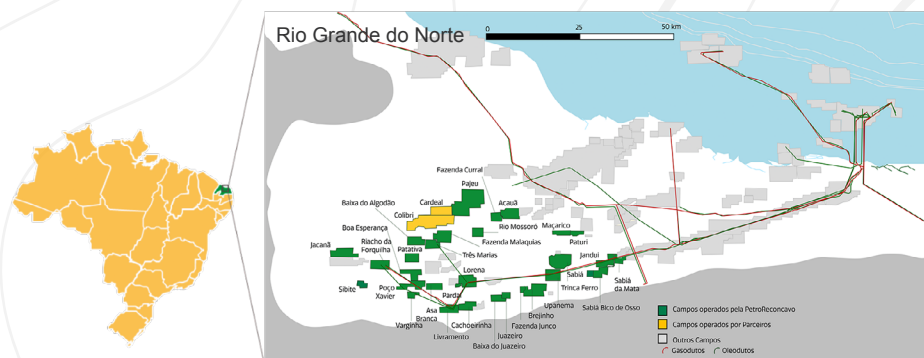 Rio Grande do Norte
0
25
50 km
Fazenda Curral
Pajeu
Baixa do Algodão
Cardeal
Acauã
Colibri
Rio Mossoró
Maçarico
Boa Esperança
Jacanã
Riacho da
Forquilha
Patativa
Fazenda Malaquias
Paturi
Três Marias
Janduí
Lorena
Sibite
Poço
Xavier
Pardal
Sabiá
Sabiá
da Mata
Trinca Ferro
Upanema
Sabiá Bico de Osso
Asa
Branca
Cachoeirinha
Brejinho
Varginha
Fazenda Junco
Livramento
Juazeiro
Baixa do Juazeiro
Campos operados pela PetroReconcavo
Campos operados por Parceiros
Outros Campos
Gasodutos
Oleodutos